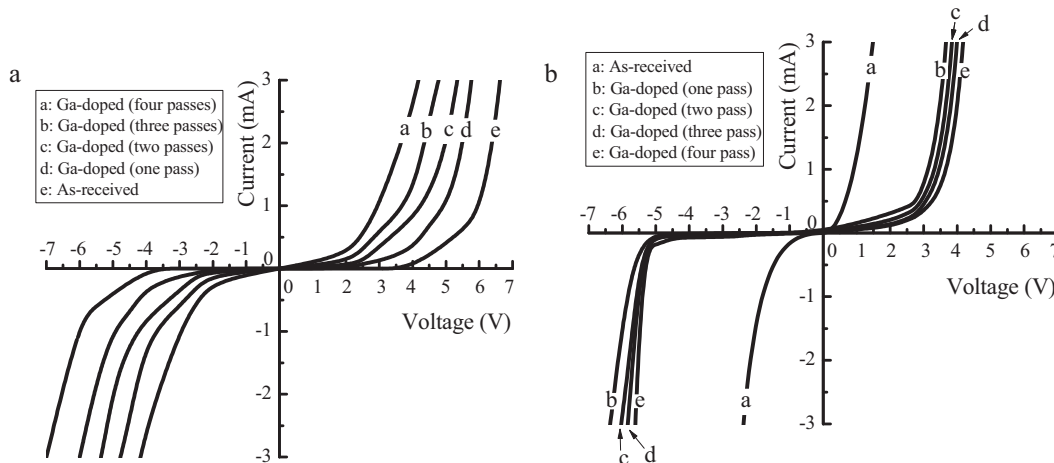 a
a: Ga-doped (four passes)
b: Ga-doped (three passes)
c: Ga-doped (two passes)
d: Ga-doped (one pass)
e: As-received
Current (mA)
3
2
1
0
-1
-2
-3
-7 -6 -5 -4 -3 -2 -1
0 1 2 3 4 5 6 7
Voltage (V)
a b c d e
b
a: As-received
b: Ga-doped (one pass)
c: Ga-doped (two pass)
d: Ga-doped (three pass)
e: Ga-doped (four pass)
Current (mA)
3
2
1
0
-1
-2
-3
-7 -6 -5 -4 -3 -2 -1
0 1 2 3 4 5 6 7
Voltage (V)
c
d
a b e
b e a
c d